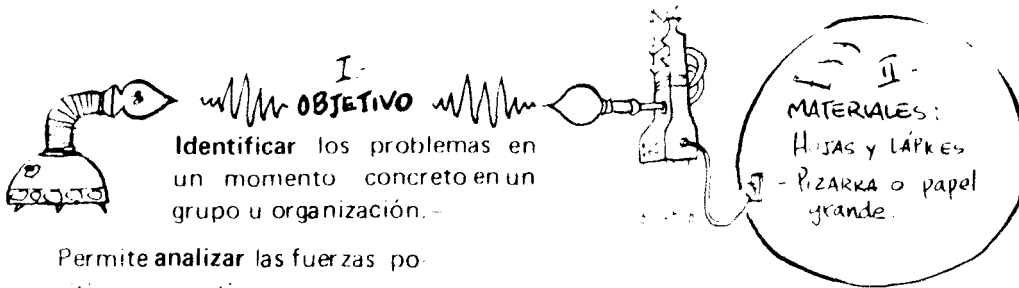 I.-
OBJETIVO
Identificar los problemas en
un momento concreto en un
grupo u organización.-
Permite analizar las fuerzas po-
II-
MATERIALES:
HOJAS y LÁPICES
- PIZARRA o papel
grande.